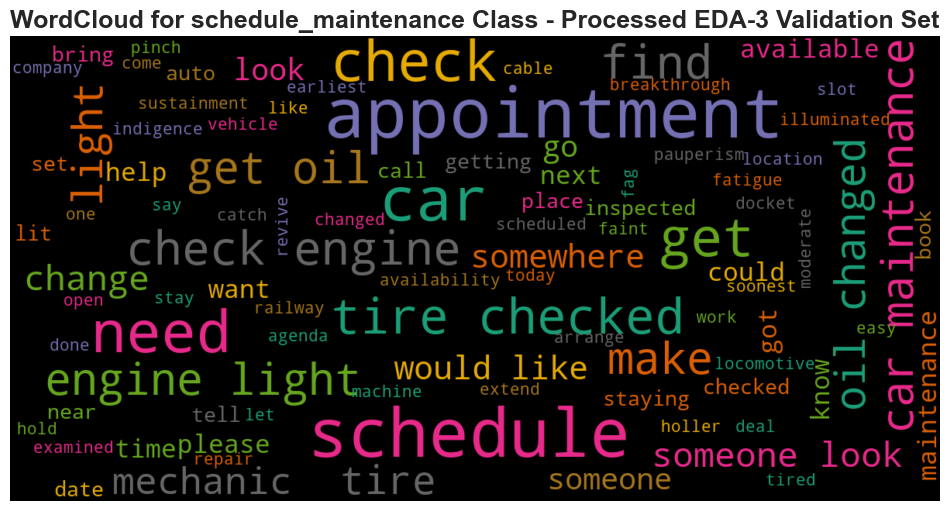 WordCloud for schedule_maintenance Class - Processed EDA-3 Validation Set
pinch
bring
company
come
auto
look
check
cable
find
available
breakthrough
earliest
slot
sustainment
like
indigence
vehicle
light
appointment
illuminated
car maintenance
set
help
get oil
call
getting
go
next
pauperism
location
fatigue
fag
one
say
catch
revive
changed
car
place
inspected
scheduled
faint
docket
moderate
oil changed
book
lit
check engine
somewhere
get
could
soonest
change
open
stay
want
railway
availability
today
need
done
agenda
tire checked
arrange
work
got
easy
engine light
machine
would like
extend
make
locomotive
staying
checked
know
maintenance
near
hold
tell
let
schedule
holler
deal
examined
time
please
repair
someone look
date
mechanic
tire
someone
tired